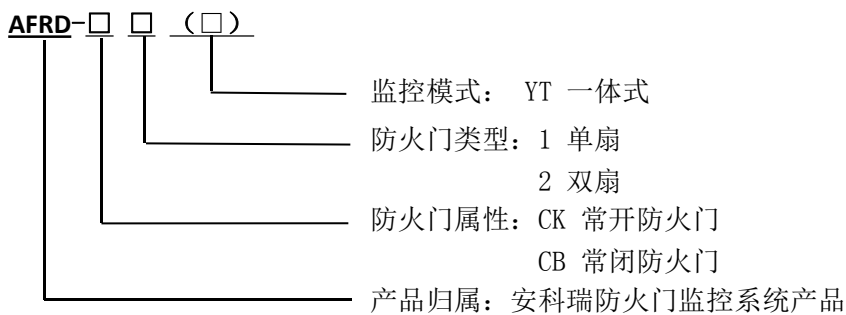 AFRD-□ □ （□）
监控模式： YT 一体式
防火门类型：1 单扇
2 双扇
防火门属性：CK 常开防火门
CB 常闭防火门
产品归属：安科瑞防火门监控系统产品